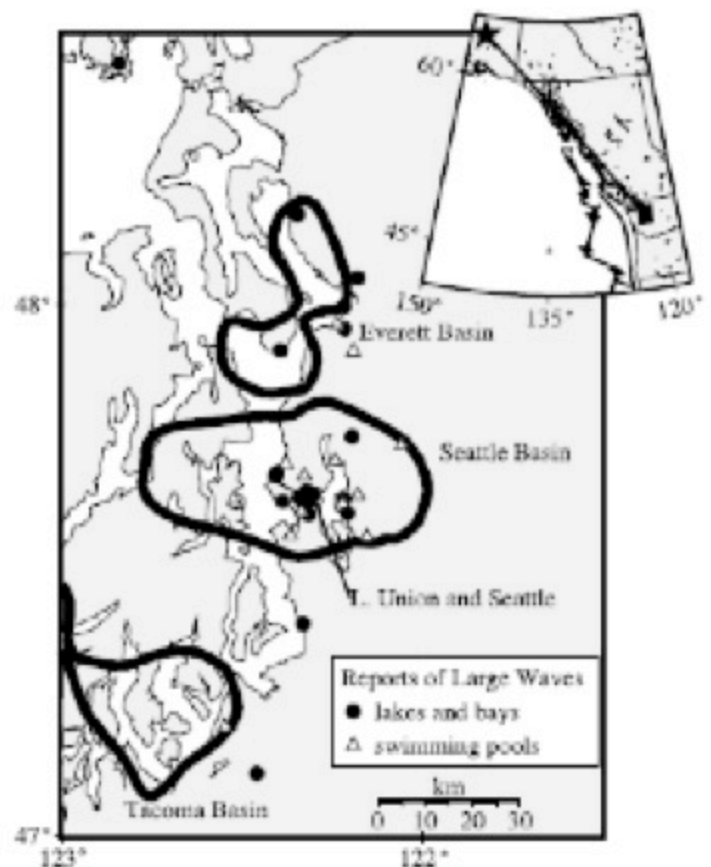 60°
45°
150°
135°
120°
48°
Everett Basin
Seattle Basin
L. Union and Seattle
Reports of Large Waves
lakes and bays
swimming pools
km
0 10 20 30
Tacoma Basin
47°
123°
122°